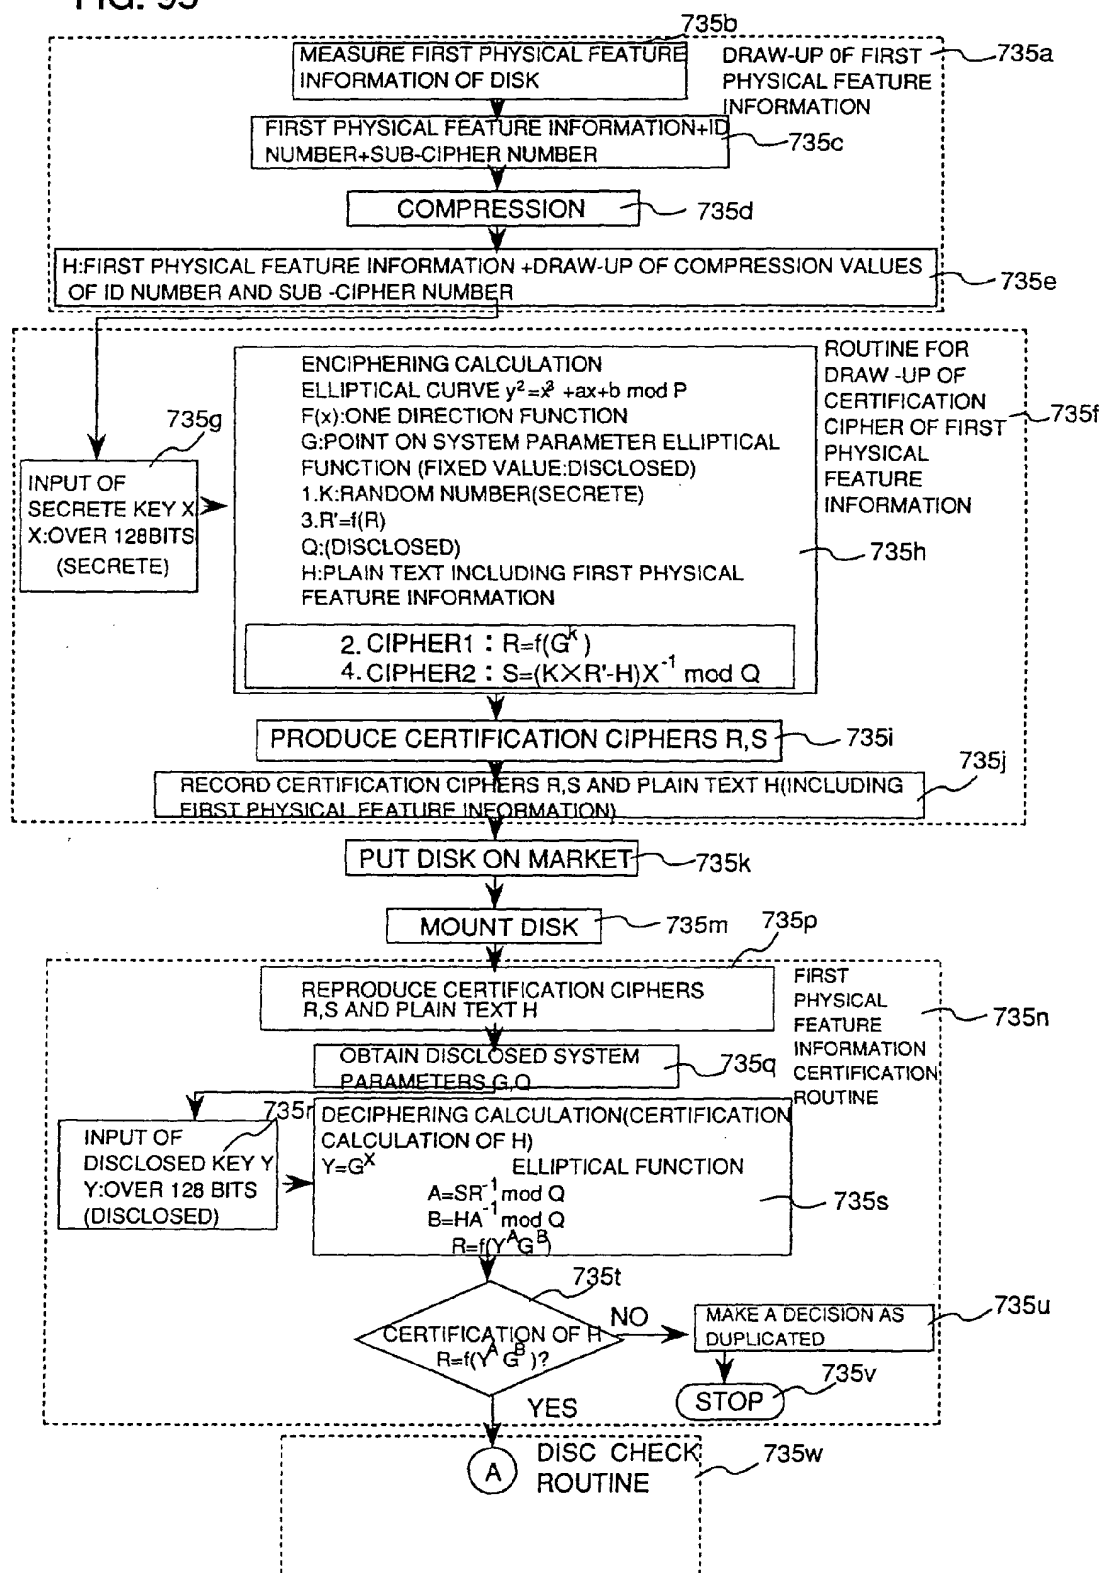 735b
MEASURE FIRST PHYSICAL FEATURE
INFORMATION OF DISK
DRAW-UP OF FIRST
PHYSICAL FEATURE
INFORMATION
735a
FIRST PHYSICAL FEATURE INFORMATION+ID
NUMBER+SUB-CIPHER NUMBER
735c
COMPRESSION
735d
H:FIRST PHYSICAL FEATURE INFORMATION +DRAW-UP OF COMPRESSION VALUES
OF ID NUMBER AND SUB -CIPHER NUMBER
735e
ROUTINE FOR
DRAW -UP OF
CERTIFICATION
CIPHER OF FIRST
PHYSICAL
FEATURE
INFORMATION
735f
735g
INPUT OF
SECRETE KEY X
X:OVER 128BITS
(SECRETE)
ENCIPHERING CALCULATION
ELLIPTICAL CURVE y²=x³ +ax+b mod P
F(x):ONE DIRECTION FUNCTION
G:POINT ON SYSTEM PARAMETER ELLIPTICAL
FUNCTION (FIXED VALUE:DISCLOSED)
1.K:RANDOM NUMBER(SECRETE)
3.R'=f(R)
Q:(DISCLOSED)
H:PLAIN TEXT INCLUDING FIRST PHYSICAL
FEATURE INFORMATION
735h
2. CIPHER1 : R=f(G^k)
4. CIPHER2 : S=(K×R'-H)X^-1 mod Q
PRODUCE CERTIFICATION CIPHERS R,S
735i
735j
RECORD CERTIFICATION CIPHERS R,S AND PLAIN TEXT H(INCLUDING
FIRST PHYSICAL FEATURE INFORMATION)
PUT DISK ON MARKET
735k
MOUNT DISK
735m
735p
REPRODUCE CERTIFICATION CIPHERS
R,S AND PLAIN TEXT H
FIRST
PHYSICAL
FEATURE
INFORMATION
CERTIFICATION
ROUTINE
735n
OBTAIN DISCLOSED SYSTEM
PARAMETERS G,Q
735q
735r
INPUT OF
DISCLOSED KEY Y
Y:OVER 128 BITS
(DISCLOSED)
DECIPHERING CALCULATION(CERTIFICATION
CALCULATION OF H)
Y=G^X ELLIPTICAL FUNCTION
A=SR^-1 mod Q
B=HA^-1 mod Q
R=f(Y^A G^B)
735s
735t
CERTIFICATION OF H
R=f(Y^A G^B)?
NO
MAKE A DECISION AS
DUPLICATED
735u
STOP
735v
YES
A
DISC CHECK
ROUTINE
735w